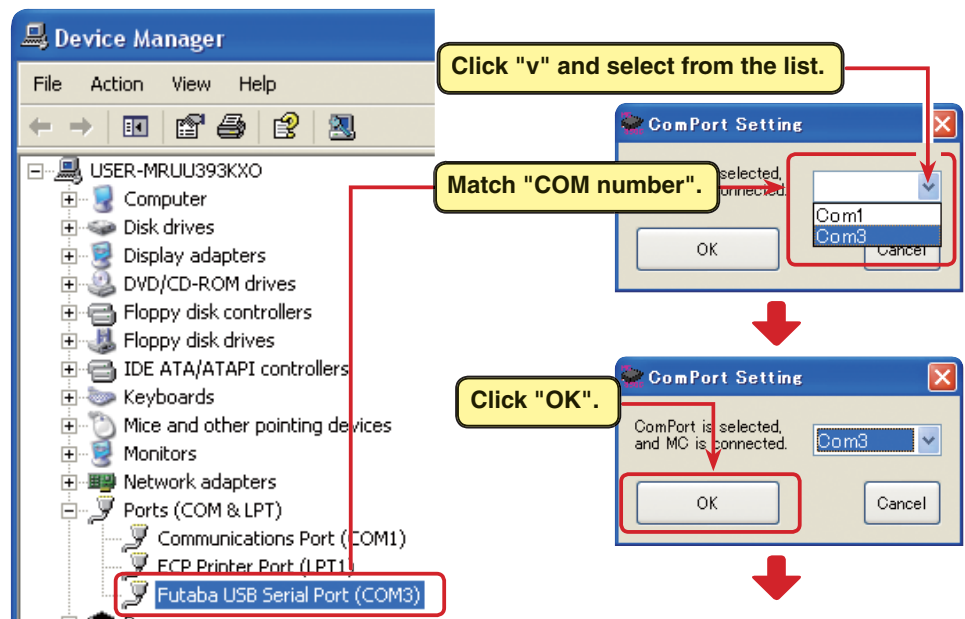 Device Manager
File Action View Help
USER-MRUU393KXO
Computer
Disk drives
Display adapters
DVD/CD-ROM drives
Floppy disk controllers
Floppy disk drives
IDE ATA/ATAPI controllers
Keyboards
Mice and other pointing devices
Monitors
Network adapters
Ports (COM & LPT)
Communications Port (COM1)
ECP Printer Port (LPT1)
Futaba USB Serial Port (COM3)
Click "v" and select from the list.
ComPort Setting
Match "COM number".
selected,
connected.
Com1
Com3
OK
Cancel
Click "OK".
ComPort Setting
ComPort is selected,
and MC is connected.
Com3
OK
Cancel